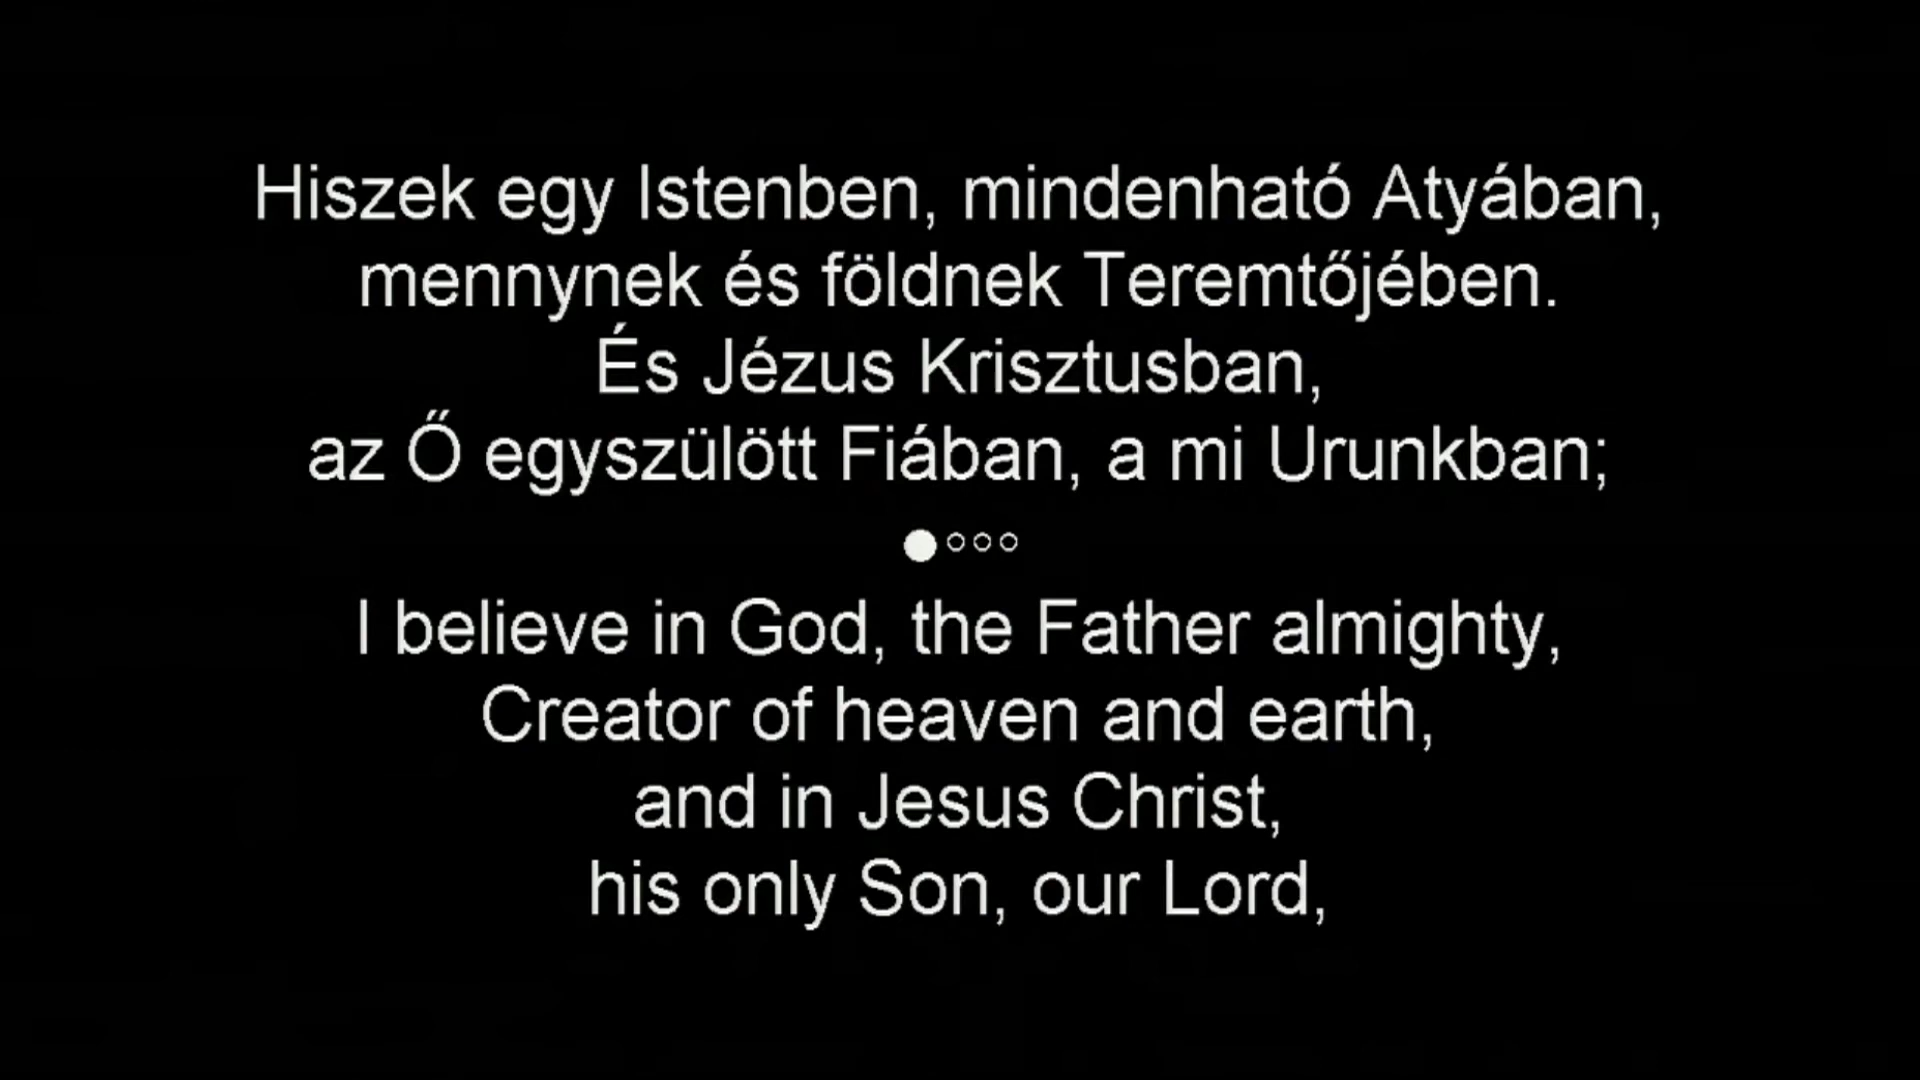 Hiszek egy Istenben, mindenható Atyában,
mennynek és földnek Teremtőjében.
És Jézus Krisztusban,
az Ő egyszülött Fiában, a mi Urunkban;
I believe in God, the Father almighty,
Creator of heaven and earth,
and in Jesus Christ,
his only Son, our Lord,